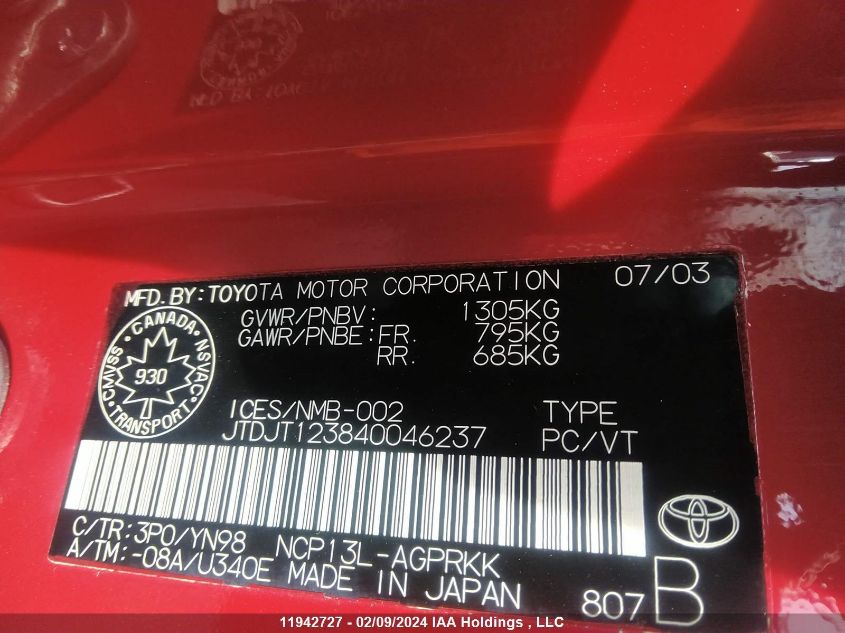 MFD. BY: TOYOTA MOTOR CORPORATION 07/03
GVWR/PNBV: 1305KG
GAWR/PNBE: FR. 795KG
RR. 685KG
CANADA
CMVSS 930 NSVAC
TRANSPORT
ICES/NMB-002 TYPE
JTDJT123840046237 PC/VT
C/TR: 3P0/YN98 NCP13L-AGPRKK
A/TM: -08A/U340E MADE IN JAPAN 807 B
11942727 - 02/09/2024 IAA Holdings , LLC